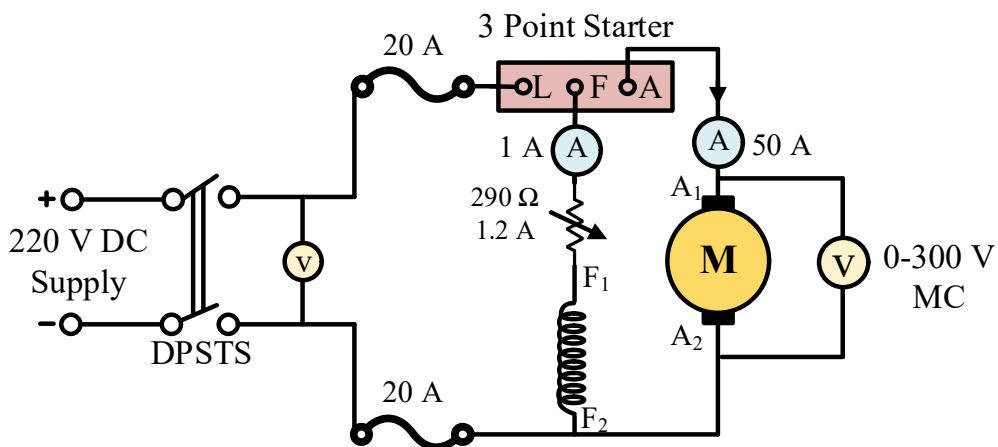 3 Point Starter
20 A
L F A
1 A
A
A
50 A
290 Ω
1.2 A
A1
+
220 V DC
Supply
−
V
M
V
0-300 V
MC
F1
A2
DPSTS
20 A
F2